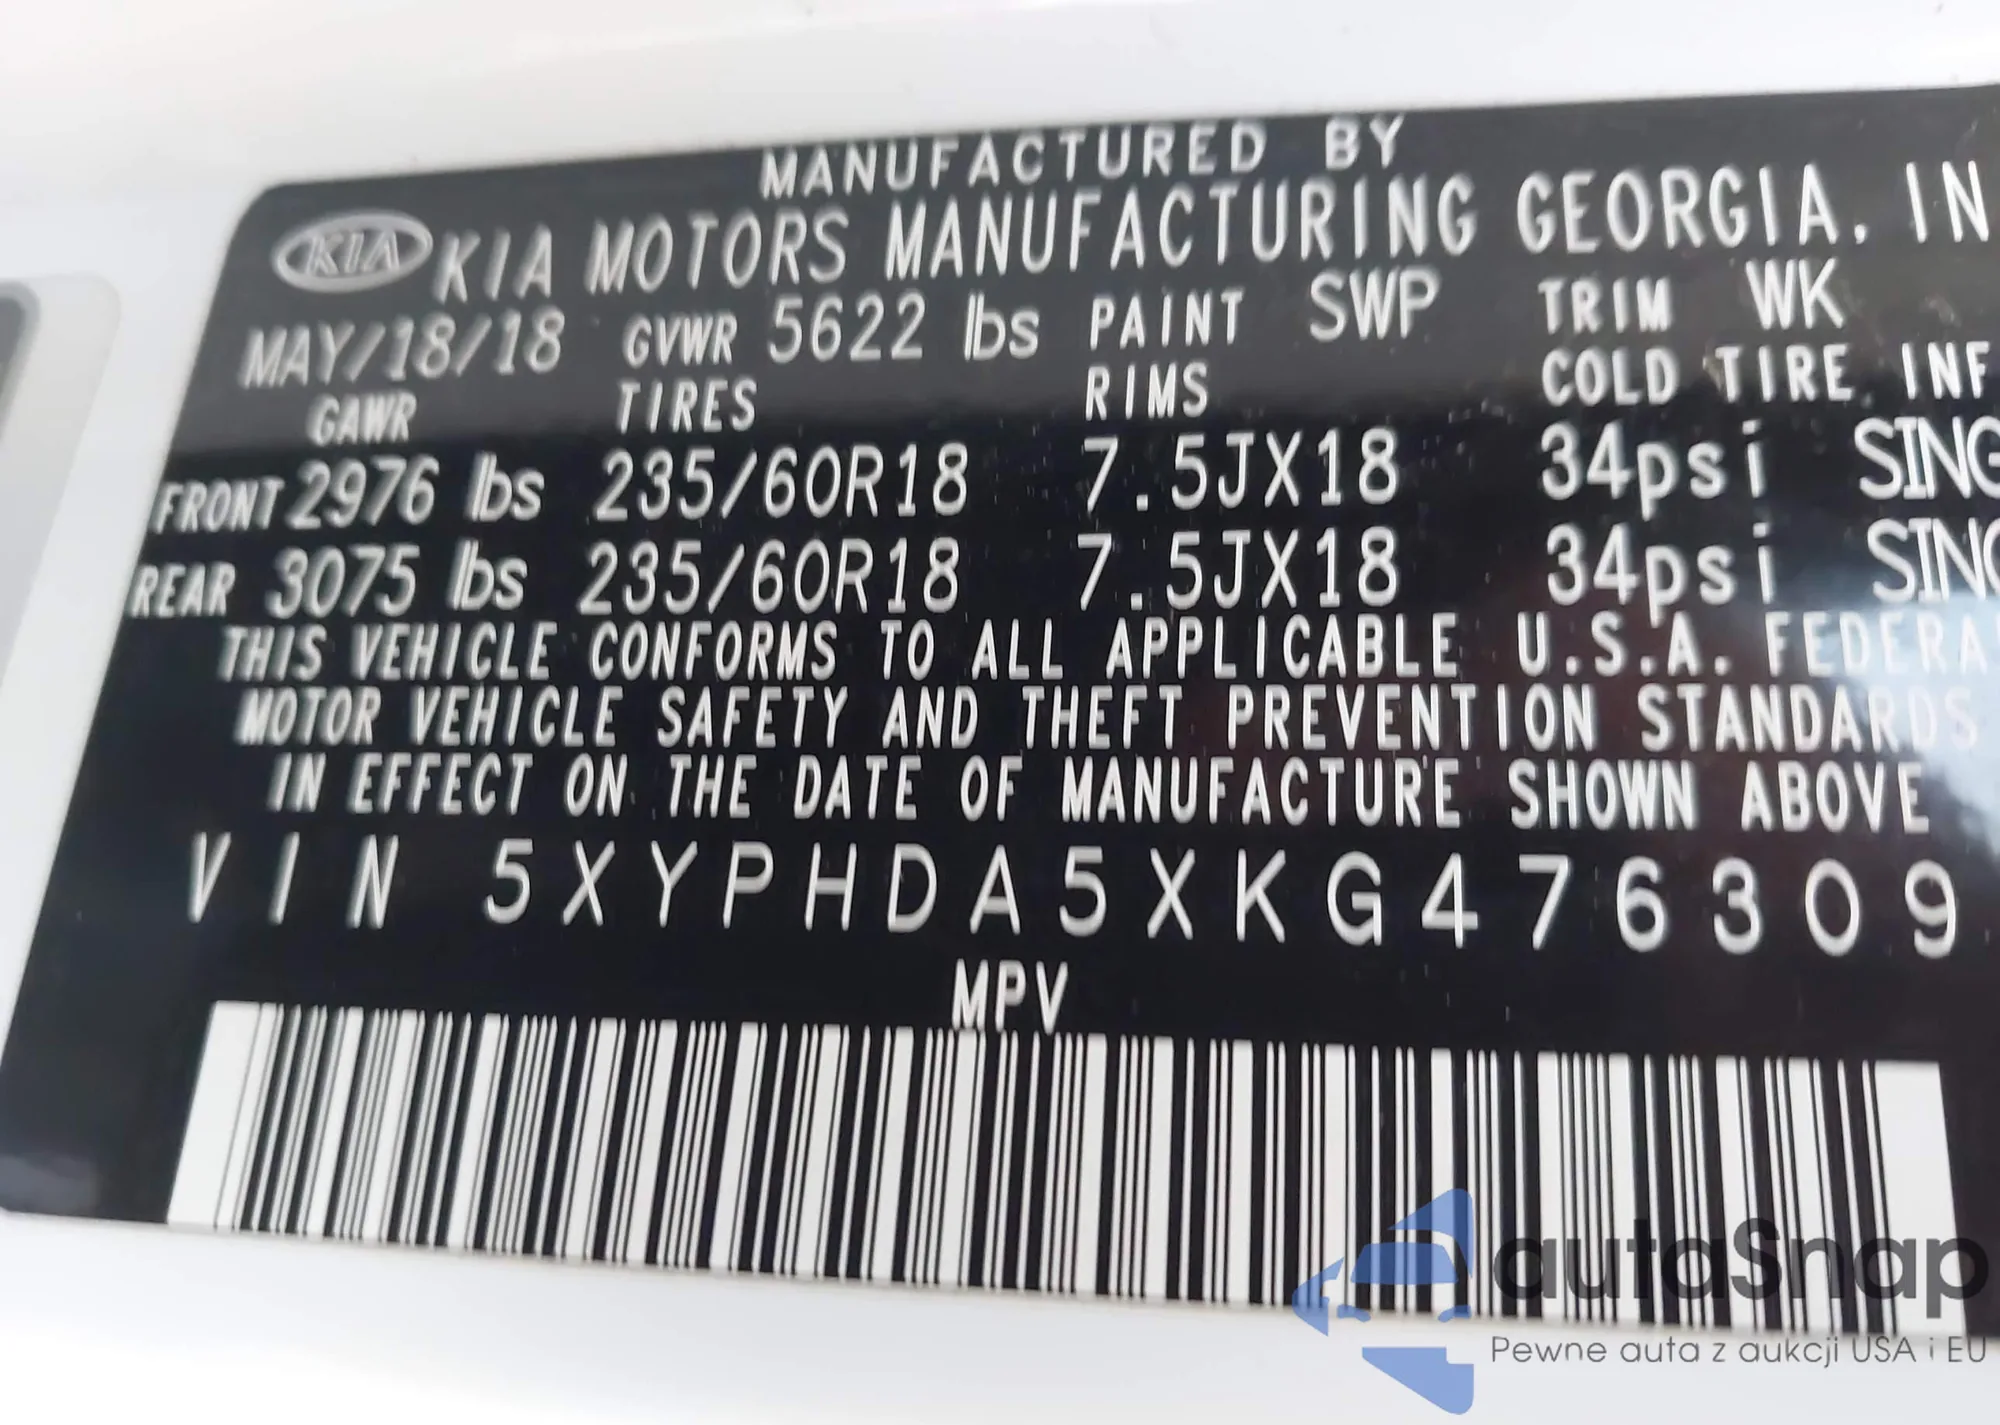 MANUFACTURED BY
KIA KIA MOTORS MANUFACTURING GEORGIA, IN
MAY/18/18 GVWR 5622 lbs PAINT SWP TRIM WK
GAWR TIRES RIMS COLD TIRE INF
FRONT 2976 lbs 235/60R18 7.5JX18 34psi SING
REAR 3075 lbs 235/60R18 7.5JX18 34psi SING
THIS VEHICLE CONFORMS TO ALL APPLICABLE U.S.A. FEDERA
MOTOR VEHICLE SAFETY AND THEFT PREVENTION STANDARDS
IN EFFECT ON THE DATE OF MANUFACTURE SHOWN ABOVE
VIN 5XYPHDA5XKG476309
MPV
autaSnap
Pewne auta z aukcji USA i EU